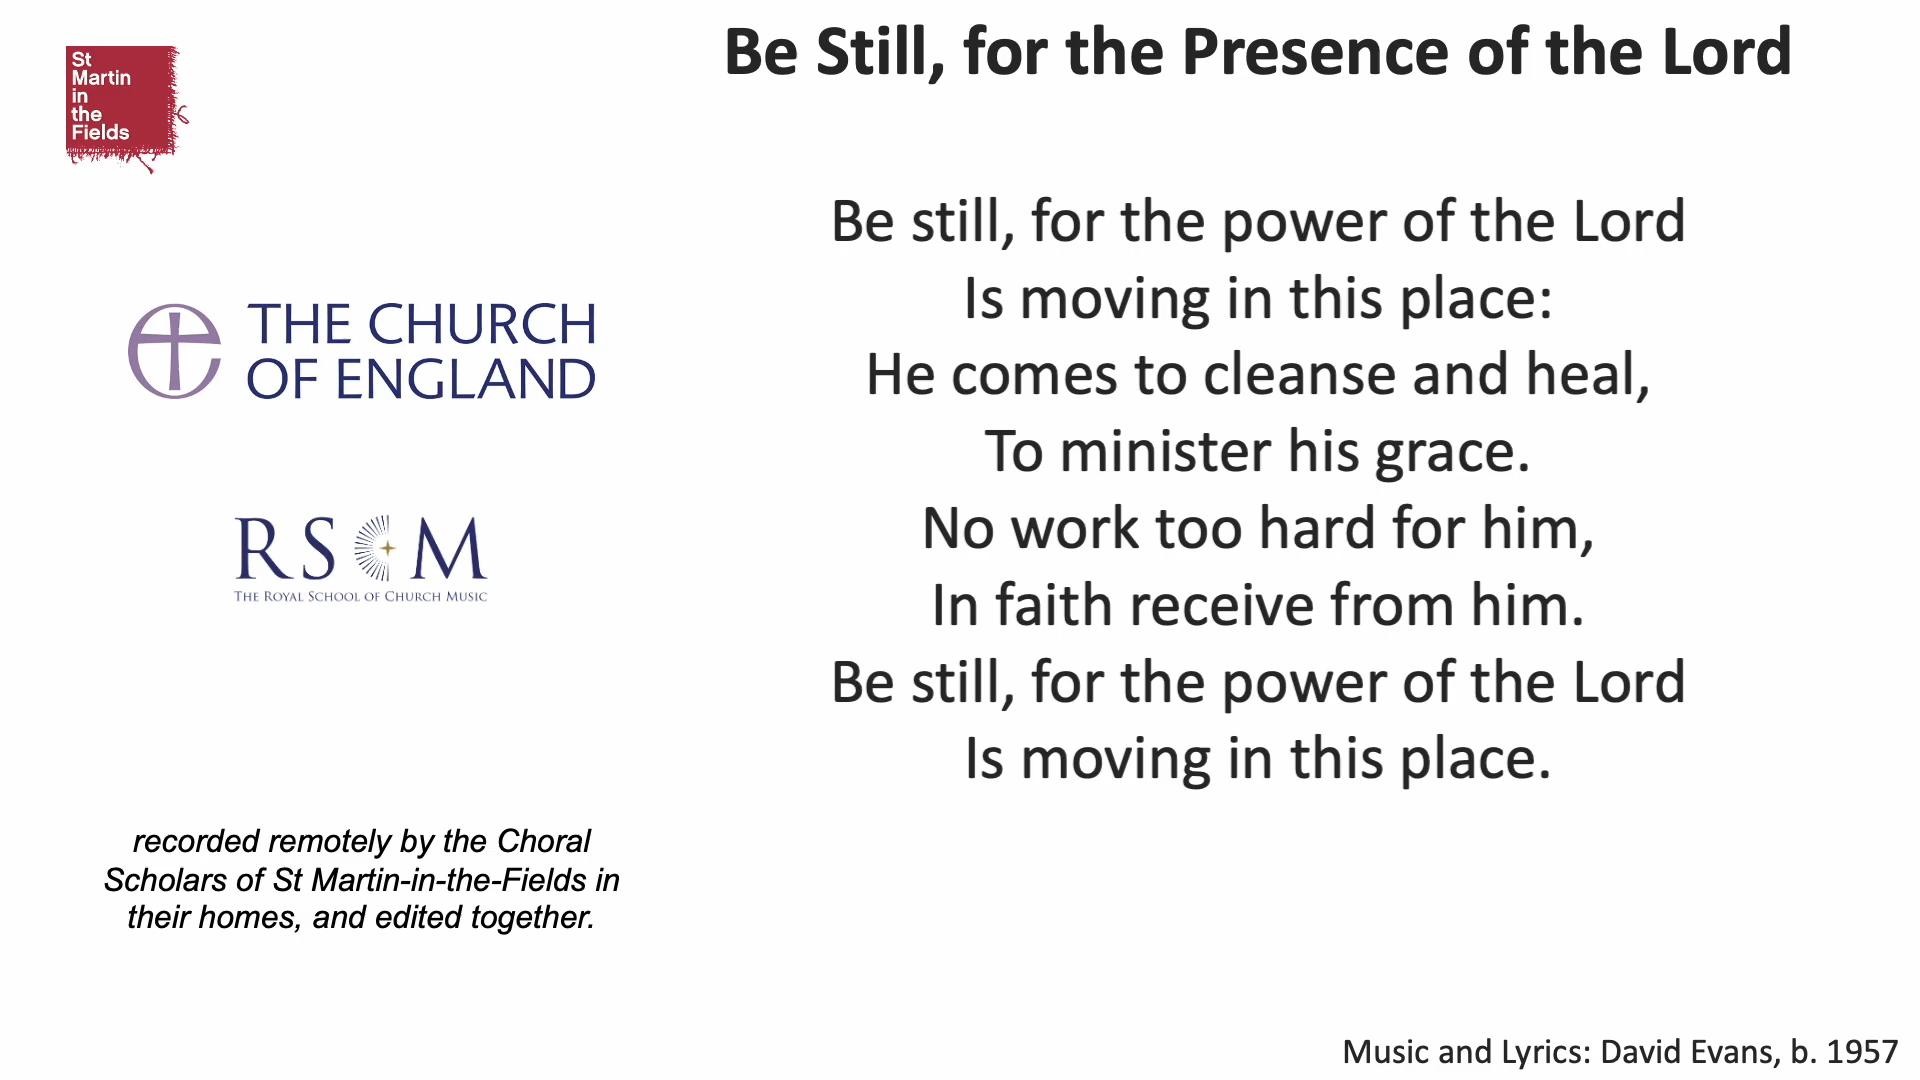 St
Martin
in
the
Fields
Be Still, for the Presence of the Lord
THE CHURCH
OF ENGLAND
RSCM
THE ROYAL SCHOOL OF CHURCH MUSIC
recorded remotely by the Choral
Scholars of St Martin-in-the-Fields in
their homes, and edited together.
Be still, for the power of the Lord
Is moving in this place:
He comes to cleanse and heal,
To minister his grace.
No work too hard for him,
In faith receive from him.
Be still, for the power of the Lord
Is moving in this place.
Music and Lyrics: David Evans, b. 1957